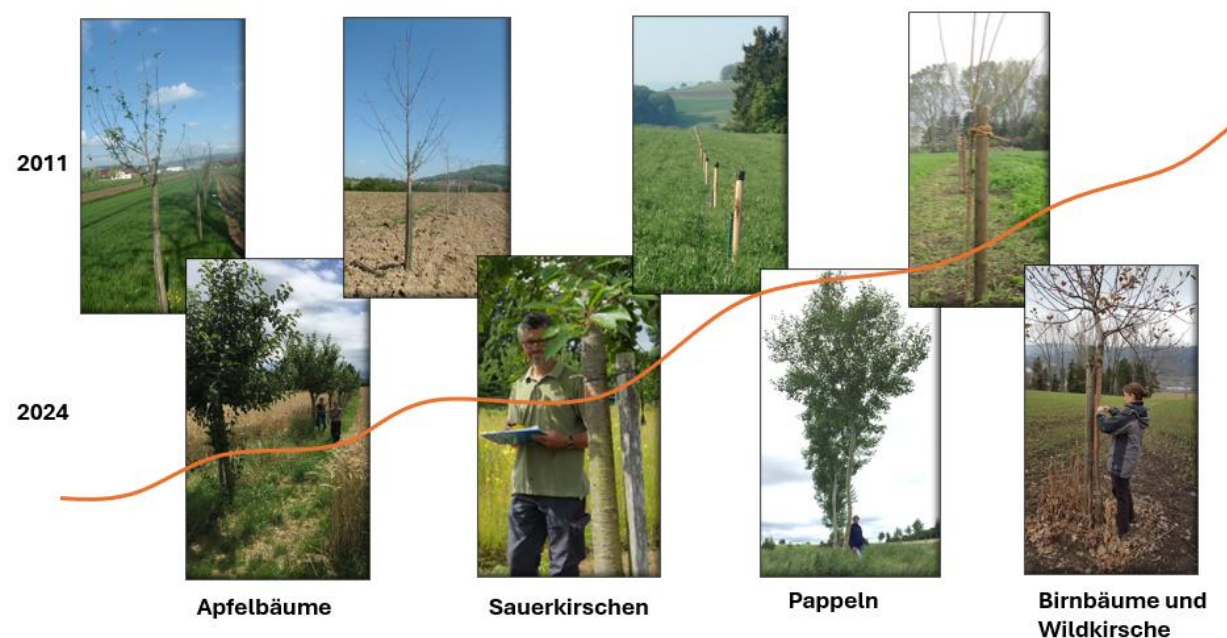 2011
2024
Apfelbäume
Sauerkirschen
Pappeln
Birnbäume und
Wildkirsche